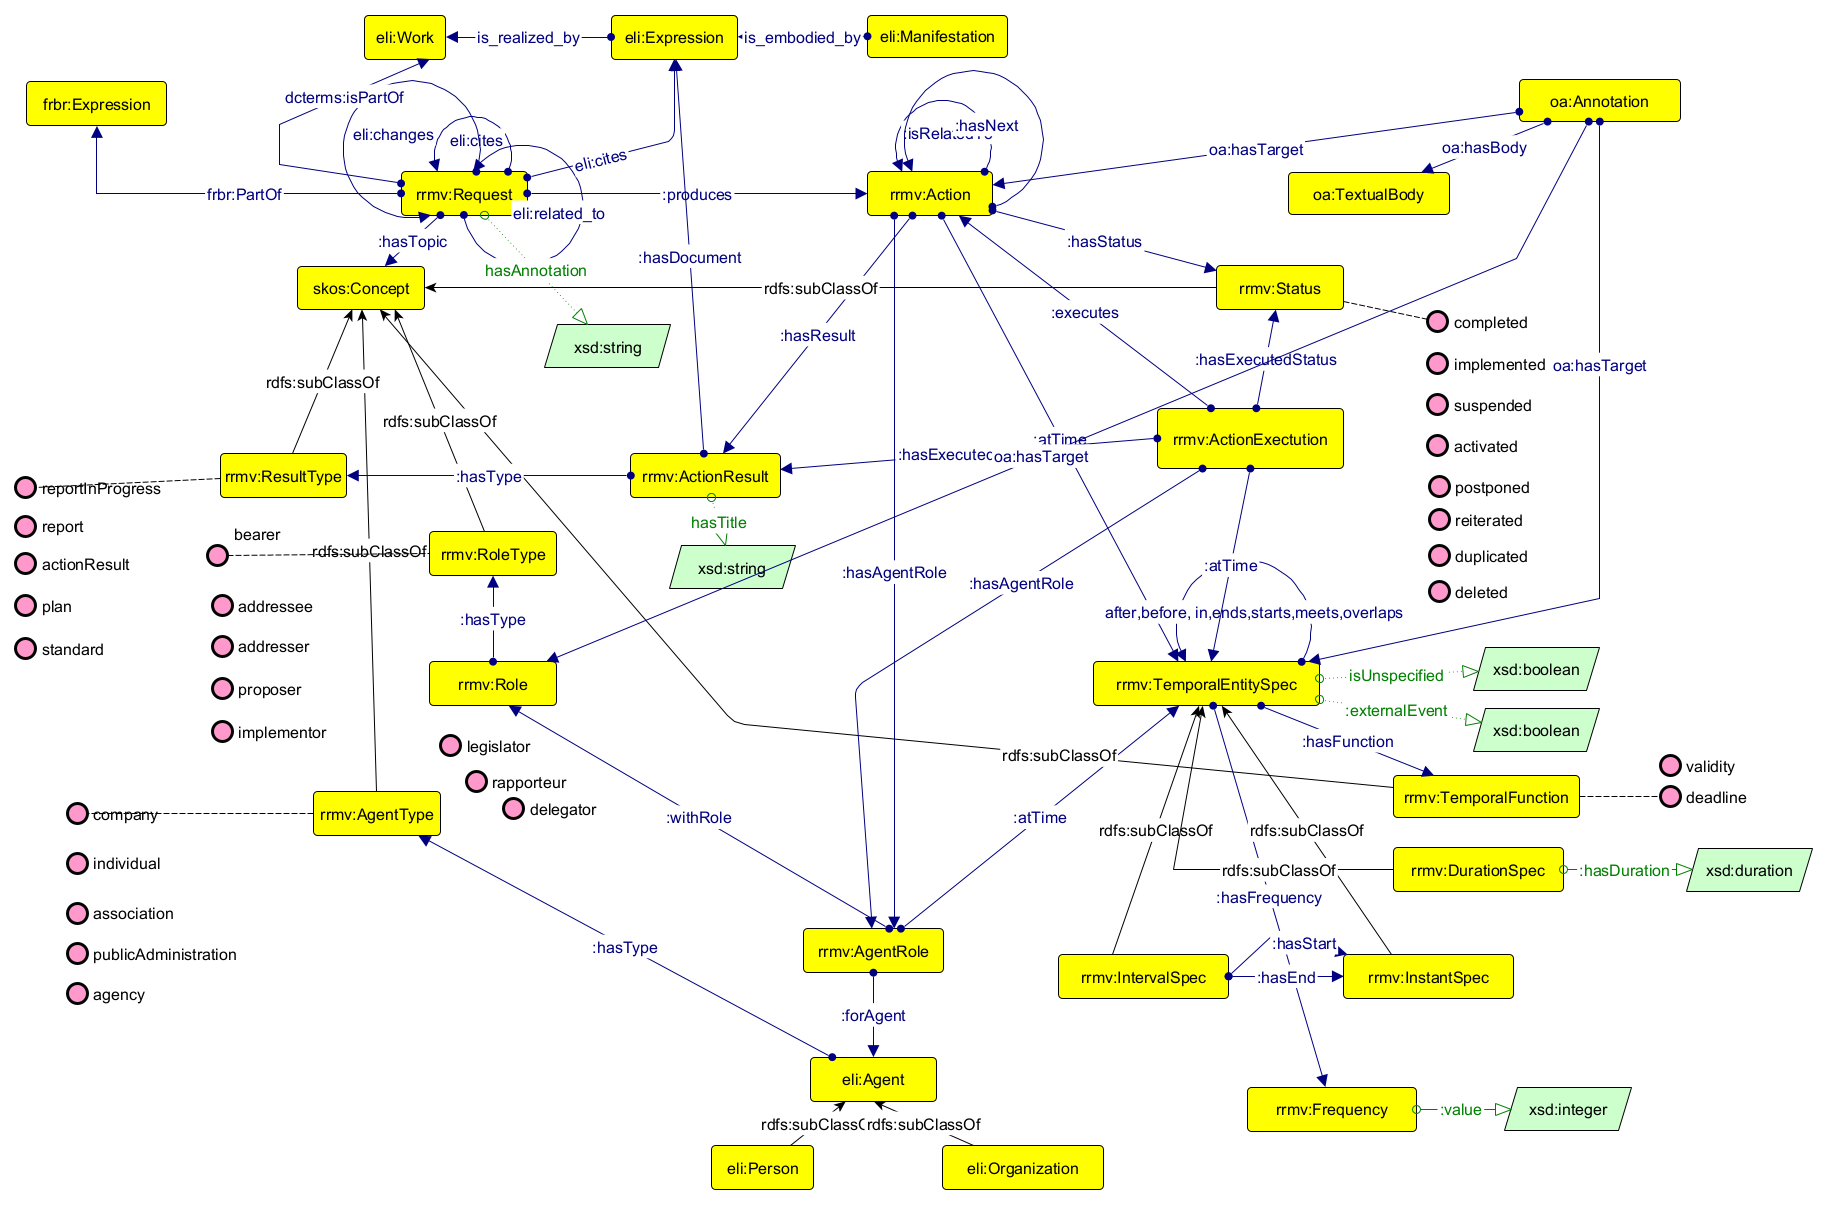 eli:Work
is_realized_by
eli:Expression
is_embodied_by
eli:Manifestation
frbr:Expression
dcterms:isPartOf
oa:Annotation
eli:changes
eli:cites
eli:cites
:hasNext
oa:hasTarget
oa:hasBody
frbr:PartOf
rrmv:Request
:produces
rrmv:Action
oa:TextualBody
eli:related_to
:hasTopic
:hasStatus
:hasDocument
hasAnnotation
skos:Concept
rdfs:subClassOf
rrmv:Status
:executes
completed
xsd:string
:hasResult
:hasExecutedStatus
implemented
oa:hasTarget
rdfs:subClassOf
suspended
rdfs:subClassOf
:atTime
rrmv:ActionExectution
activated
:hasExecuted
oa:hasTarget
rrmv:ResultType
:hasType
rrmv:ActionResult
reportInProgress
postponed
report
hasTitle
reiterated
bearer
rdfs:subClassOf
rrmv:RoleType
duplicated
actionResult
xsd:string
:hasAgentRole
:hasAgentRole
:atTime
deleted
plan
addressee
:hasType
after,before, in,ends,starts,meets,overlaps
standard
addresser
rrmv:Role
rrmv:TemporalEntitySpec
isUnspecified
xsd:boolean
proposer
:externalEvent
xsd:boolean
implementor
legislator
:hasFunction
rdfs:subClassOf
validity
rapporteur
rrmv:TemporalFunction
deadline
delegator
company
rrmv:AgentType
:withRole
:atTime
rdfs:subClassOf
rdfs:subClassOf
individual
rdfs:subClassOf
rrmv:DurationSpec
:hasDuration
xsd:duration
:hasFrequency
association
:hasType
rrmv:AgentRole
:hasStart
publicAdministration
rrmv:IntervalSpec
:hasEnd
rrmv:InstantSpec
agency
:forAgent
eli:Agent
rrmv:Frequency
:value
xsd:integer
rdfs:subClassOf
eli:Person
eli:Organization